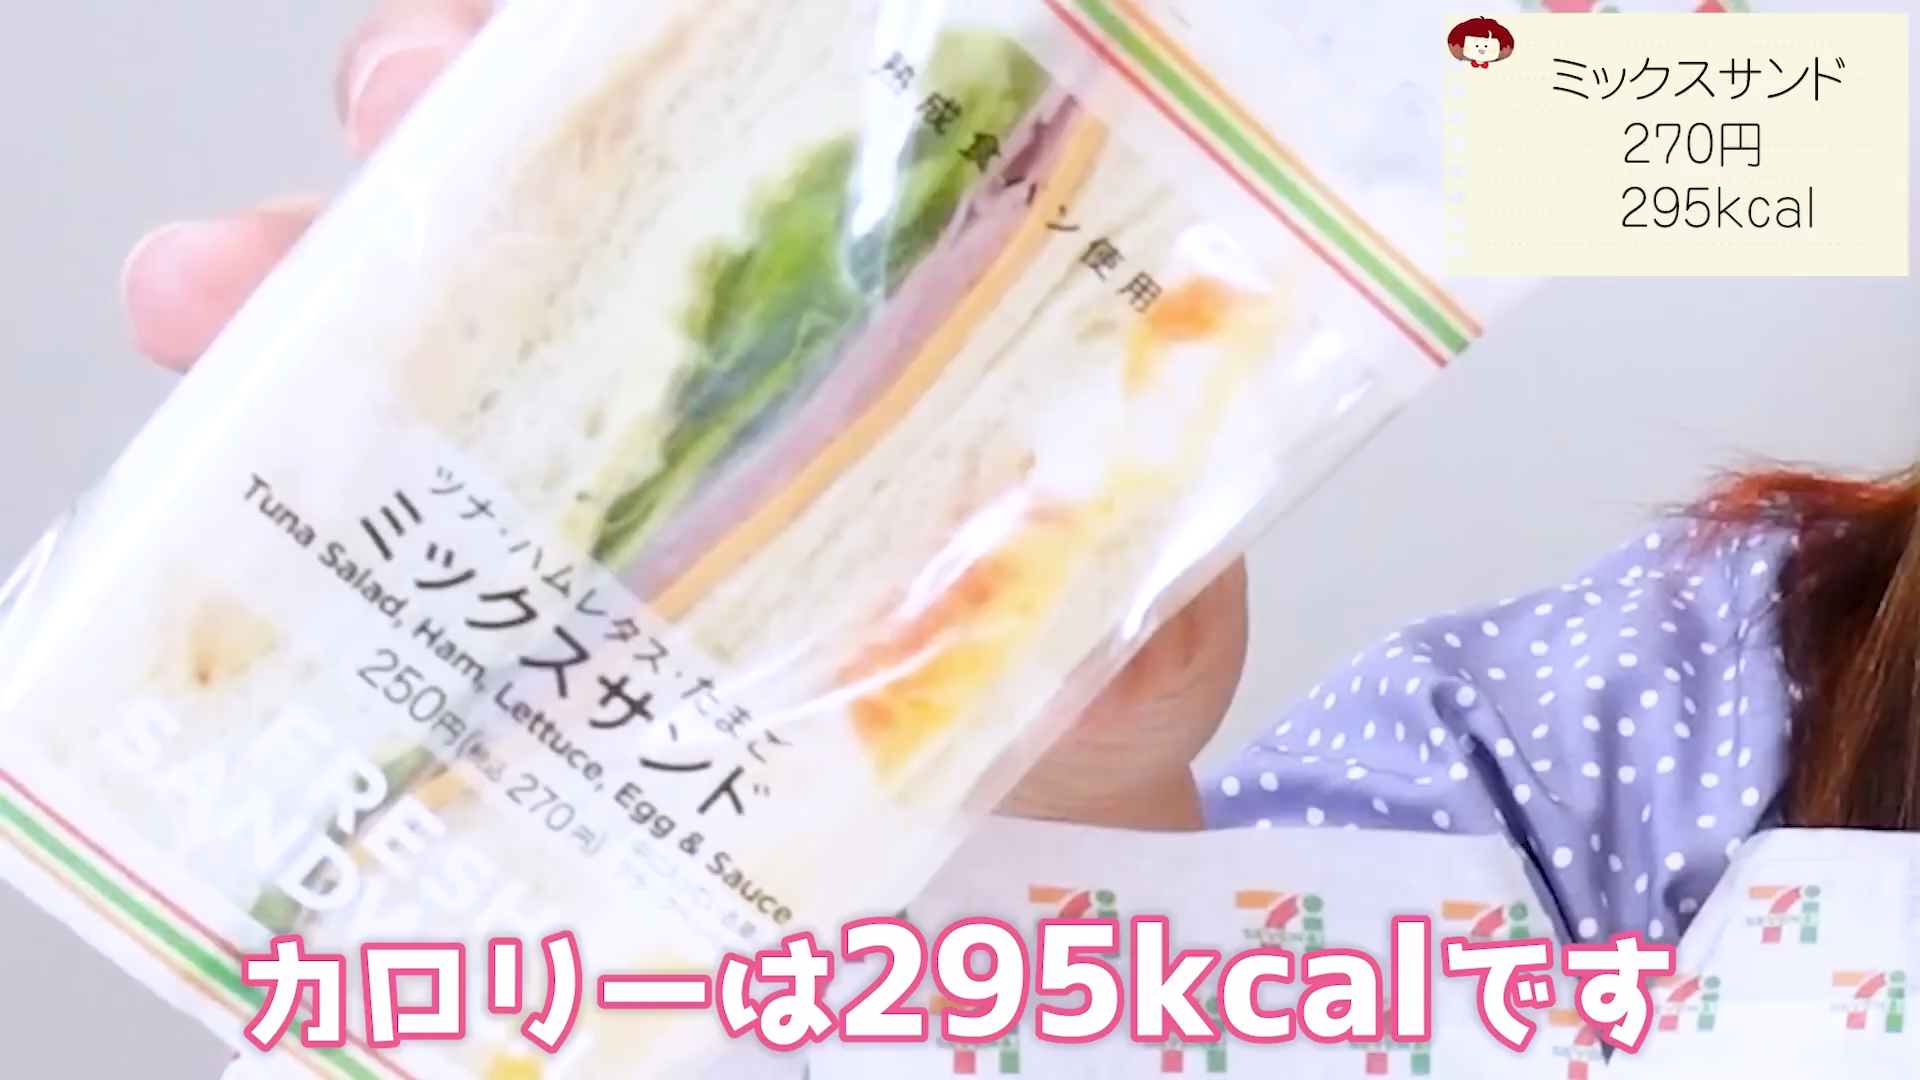 ミックスサンド
270円
295kcal
熟成食パン使用
ツナ・ハムレタス・たまご
ミックスサンド
Tuna Salad, Ham, Lettuce, Egg & Sauce
250円(税込 270円)
FRESH
カロリーは295kcalです